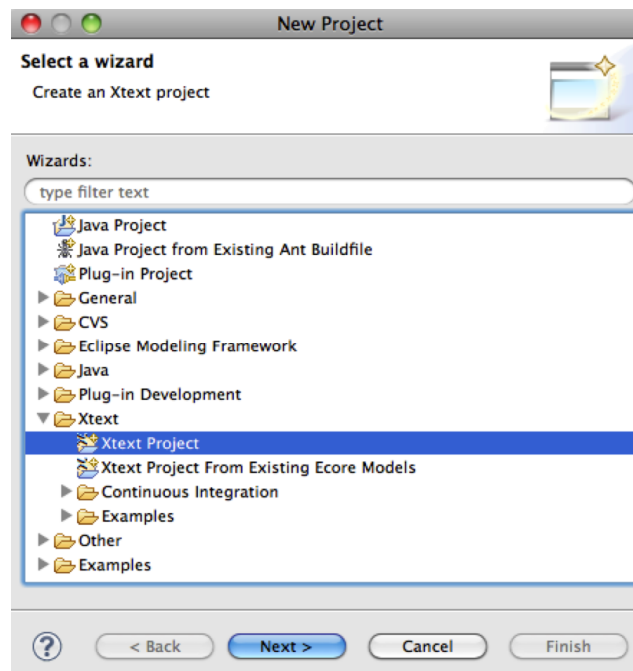 New Project
Select a wizard
Create an Xtext project
Wizards:
type filter text
Java Project
Java Project from Existing Ant Buildfile
Plug-in Project
General
CVS
Eclipse Modeling Framework
Java
Plug-in Development
Xtext
Xtext Project
Xtext Project From Existing Ecore Models
Continuous Integration
Examples
Other
Examples
? < Back Next > Cancel Finish